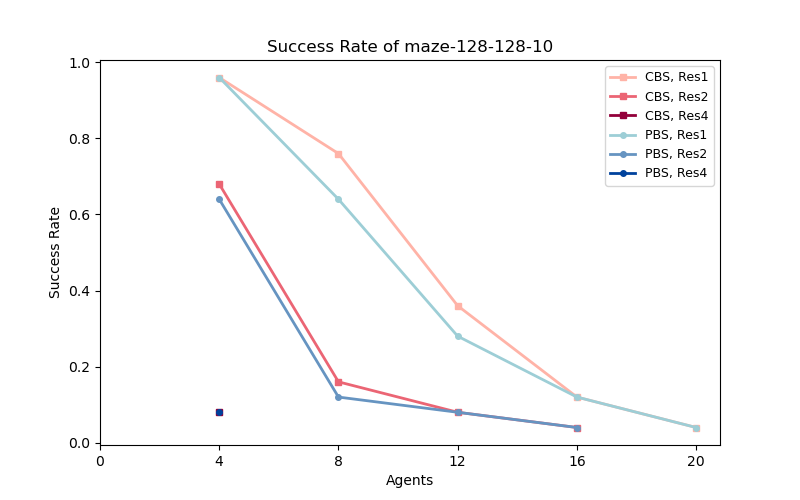 Success Rate of maze-128-128-10
1.0
0.8
0.6
0.4
0.2
0.0
Success Rate
CBS, Res1
CBS, Res2
CBS, Res4
PBS, Res1
PBS, Res2
PBS, Res4
0 4 8 12 16 20
Agents